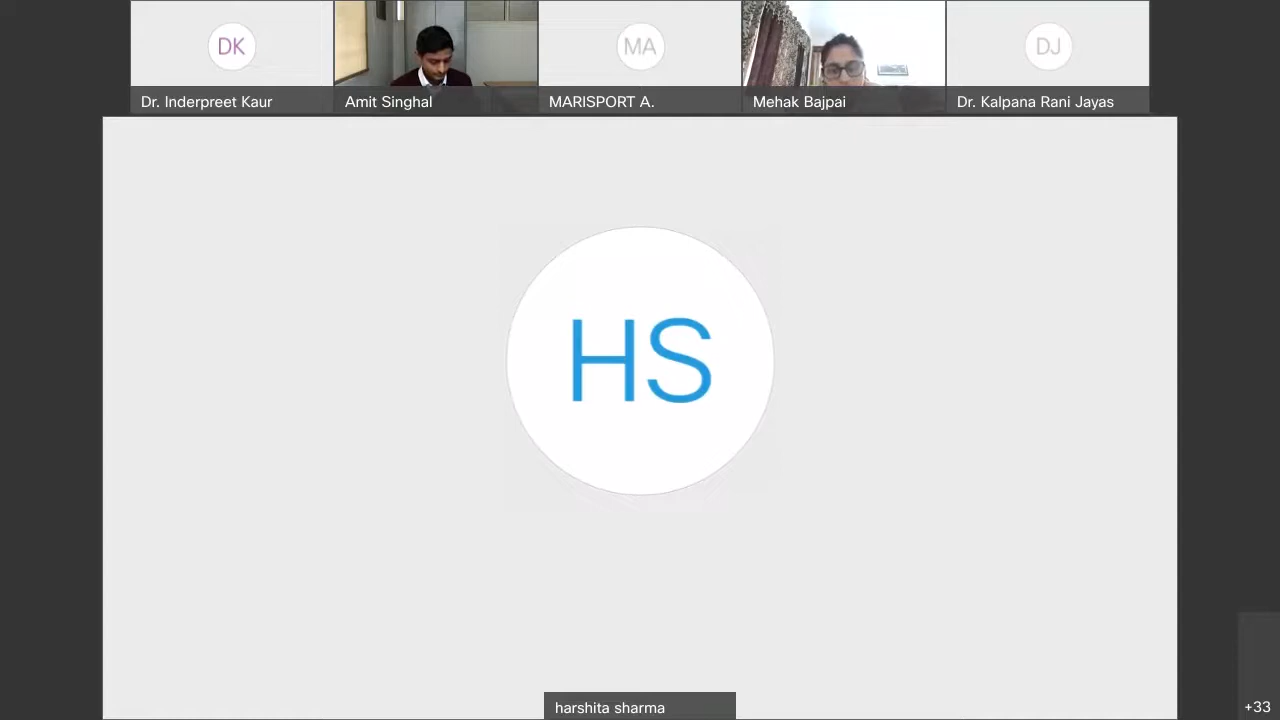 DK
MA
DJ
Dr. Inderpreet Kaur
Amit Singhal
MARISPORT A.
Mehak Bajpai
Dr. Kalpana Rani Jayas
HS
harshita sharma
+33